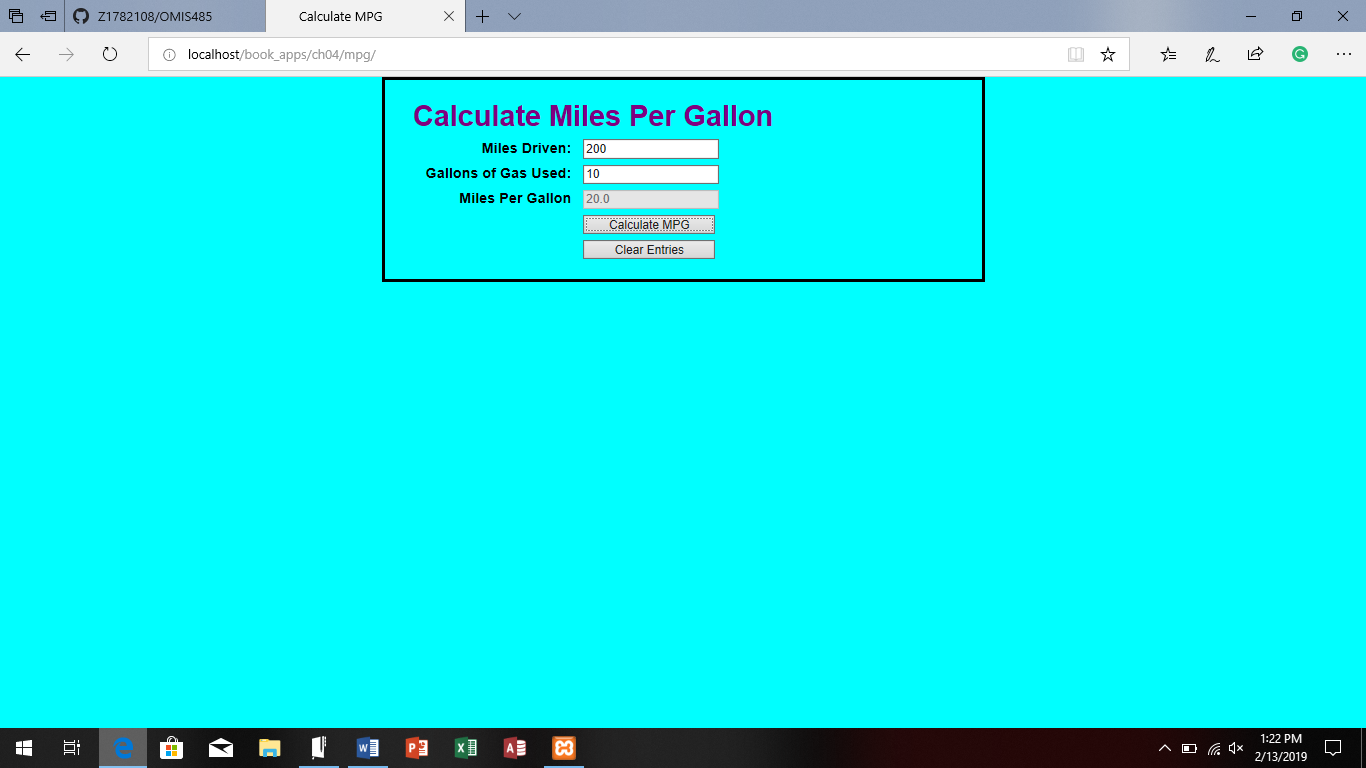 Z1782108/OMIS485
Calculate MPG
localhost/book_apps/ch04/mpg/
Calculate Miles Per Gallon
Miles Driven: 200
Gallons of Gas Used: 10
Miles Per Gallon 20.0
Calculate MPG
Clear Entries
1:22 PM
2/13/2019